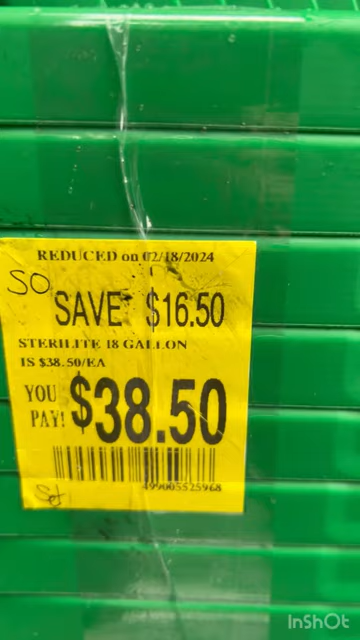 REDUCED on 02/18/2024
SO
SAVE $16.50
STERILITE 18 GALLON
IS $38.50/EA
YOU
PAY! $38.50
499005525968
InShOt